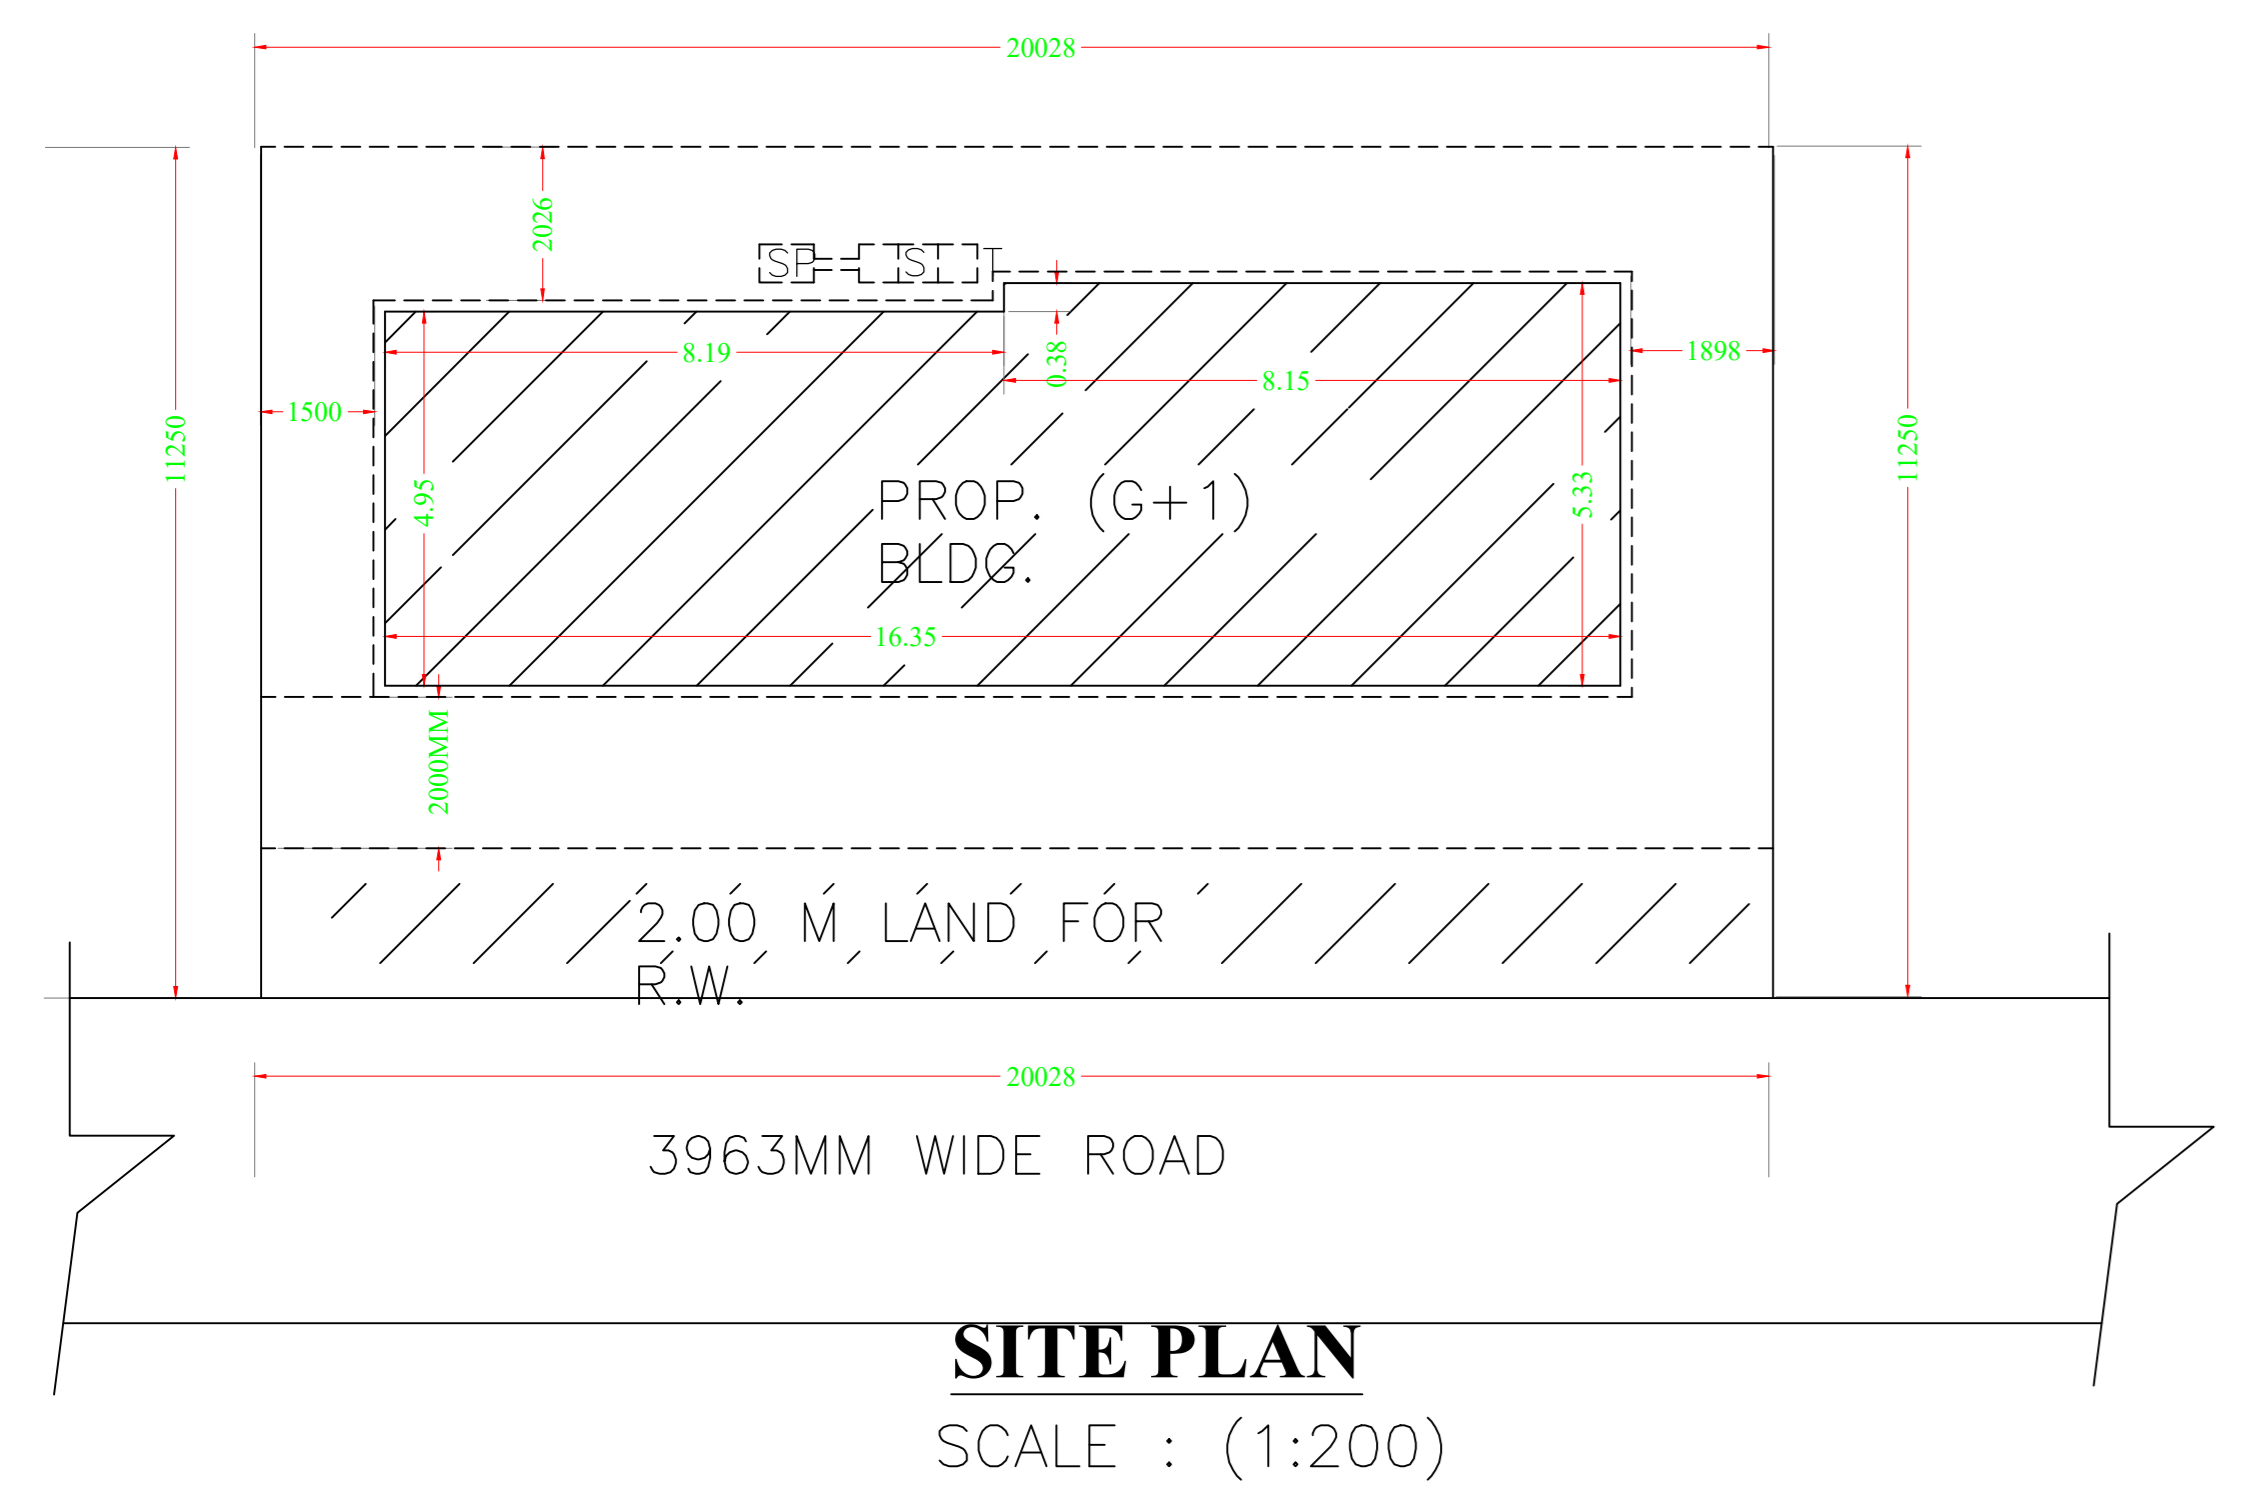 20028
2026
SP
S T
8.19
0.38
1898
8.15
1500
11250
11250
4.95
5.33
PROP. (G+1)
BLDG.
16.35
2000MM
2.00 M LAND FOR
R.W.
20028
3963MM WIDE ROAD
SITE PLAN
SCALE : (1:200)